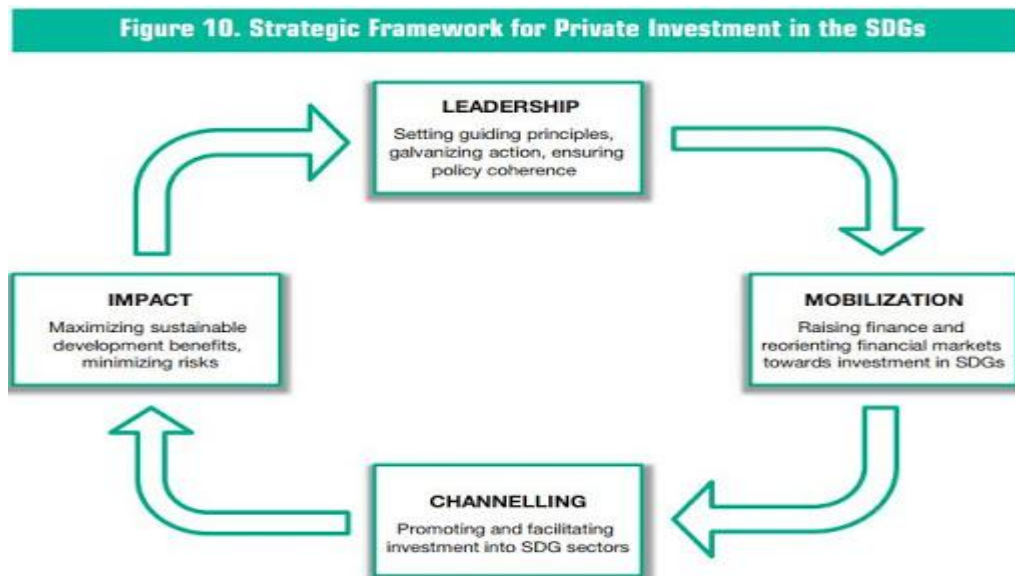 Figure 10. Strategic Framework for Private Investment in the SDGs
LEADERSHIP
Setting guiding principles,
galvanizing action, ensuring
policy coherence
IMPACT
Maximizing sustainable
development benefits,
minimizing risks
MOBILIZATION
Raising finance and
reorienting financial markets
towards investment in SDGs
CHANNELLING
Promoting and facilitating
investment into SDG sectors